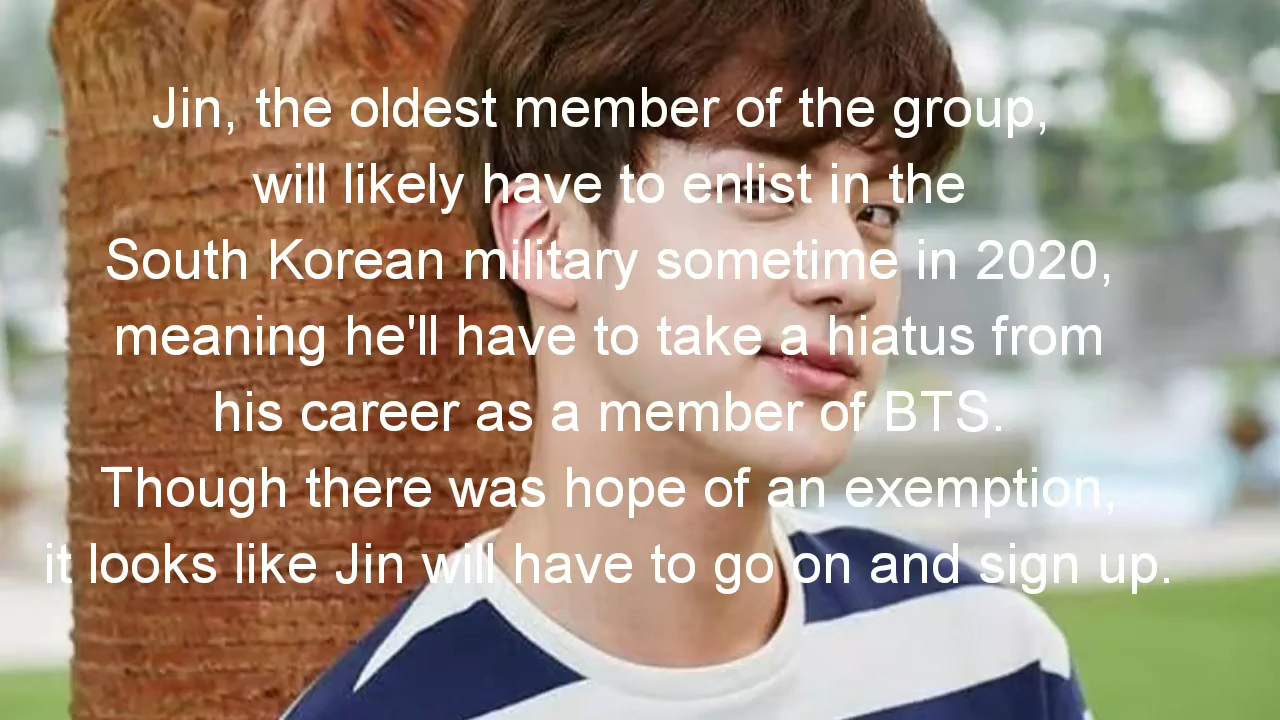 Jin, the oldest member of the group,
will likely have to enlist in the
South Korean military sometime in 2020,
meaning he'll have to take a hiatus from
his career as a member of BTS.
Though there was hope of an exemption,
it looks like Jin will have to go on and sign up.